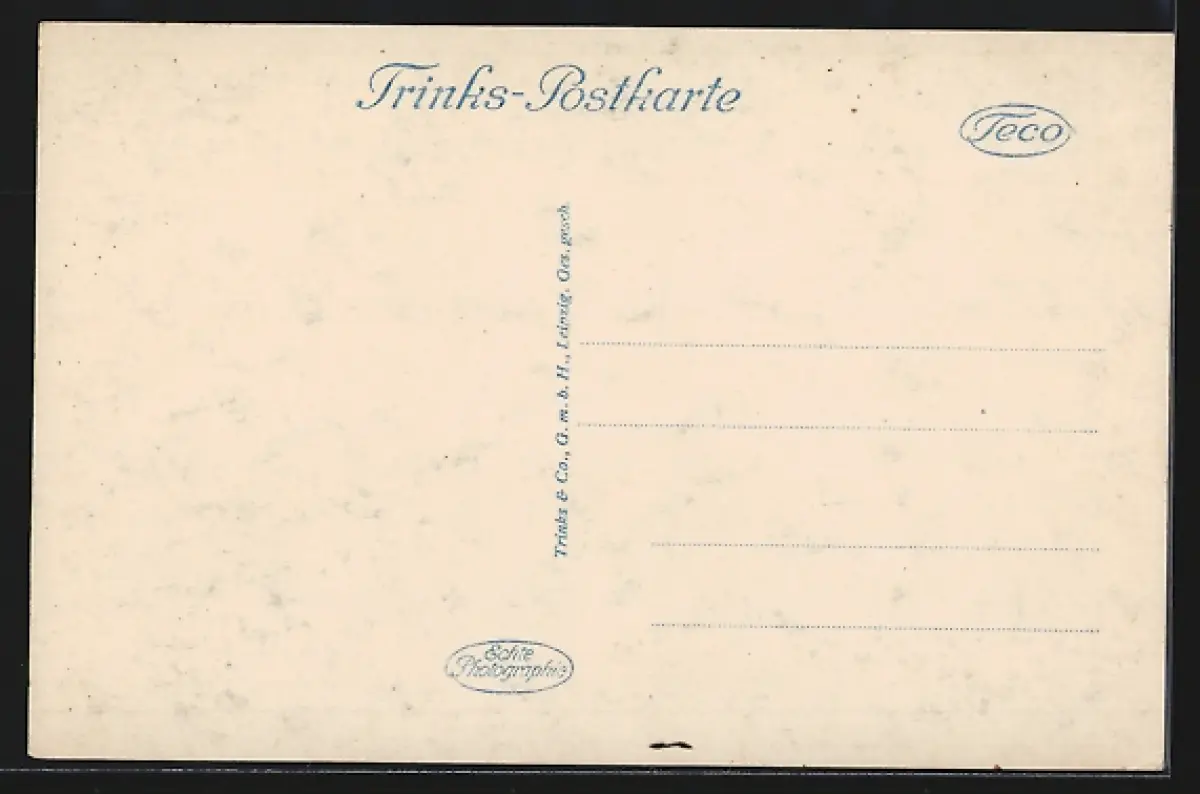 Trinks-Postkarte
Teco
Trinks & Co., G. m. b. H., Leipzig. Ges. gesch.
Echte
Photographie